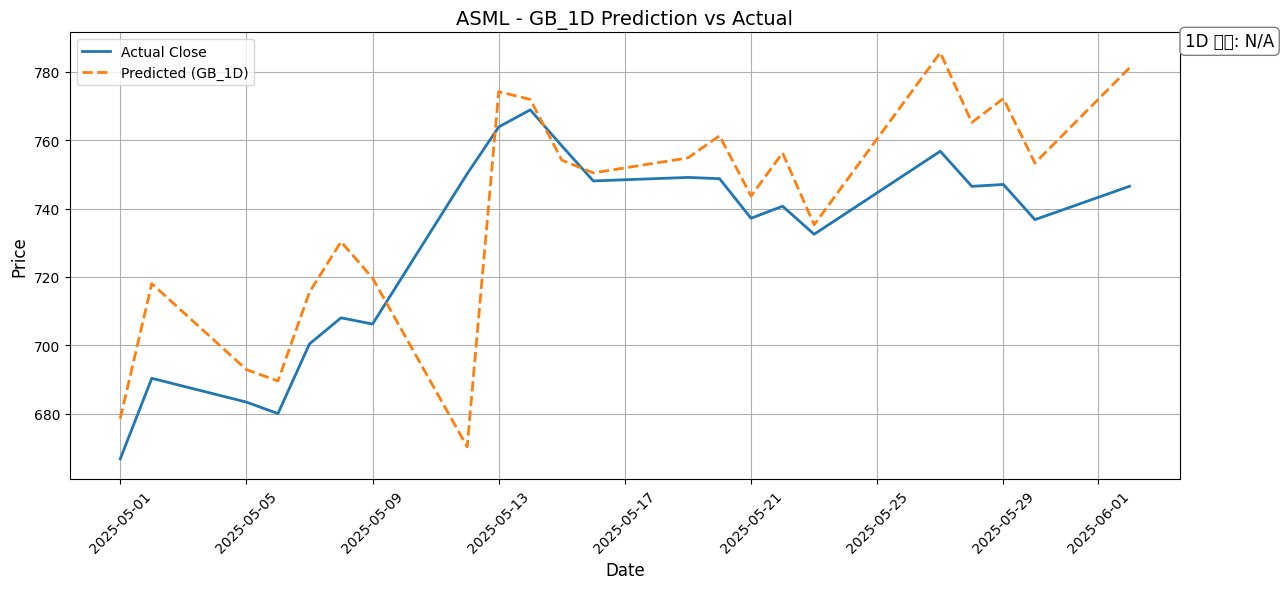 ASML - GB_1D Prediction vs Actual
1D : N/A
Actual Close
Predicted (GB_1D)
Price
780
760
740
720
700
680
2025-05-01
2025-05-05
2025-05-09
2025-05-13
2025-05-17
2025-05-21
2025-05-25
2025-05-29
2025-06-01
Date